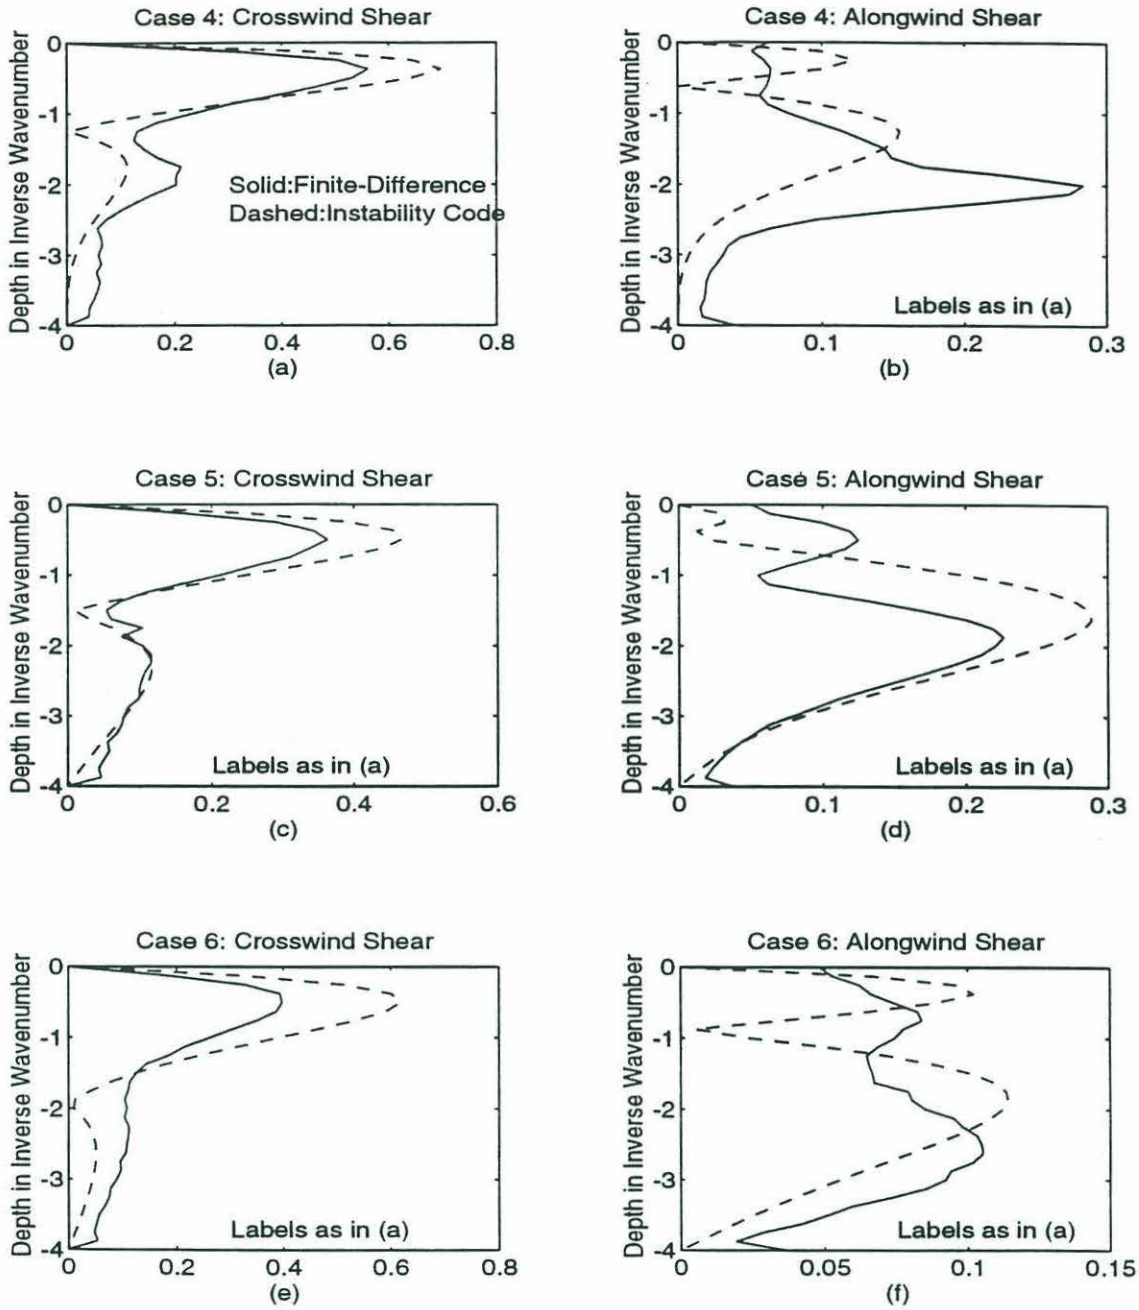 Case 4: Crosswind Shear
Depth in Inverse Wavenumber
0
-1
-2
-3
-4
Solid:Finite-Difference
Dashed:Instability Code
0 0.2 0.4 0.6 0.8
(a)
Case 4: Alongwind Shear
Depth in Inverse Wavenumber
0
-1
-2
-3
-4
Labels as in (a)
0 0.1 0.2 0.3
(b)
Case 5: Crosswind Shear
Depth in Inverse Wavenumber
0
-1
-2
-3
-4
Labels as in (a)
0 0.2 0.4 0.6
(c)
Case 5: Alongwind Shear
Depth in Inverse Wavenumber
0
-1
-2
-3
-4
Labels as in (a)
0 0.1 0.2 0.3
(d)
Case 6: Crosswind Shear
Depth in Inverse Wavenumber
0
-1
-2
-3
-4
Labels as in (a)
0 0.2 0.4 0.6 0.8
(e)
Case 6: Alongwind Shear
Depth in Inverse Wavenumber
0
-1
-2
-3
-4
Labels as in (a)
0 0.05 0.1 0.15
(f)